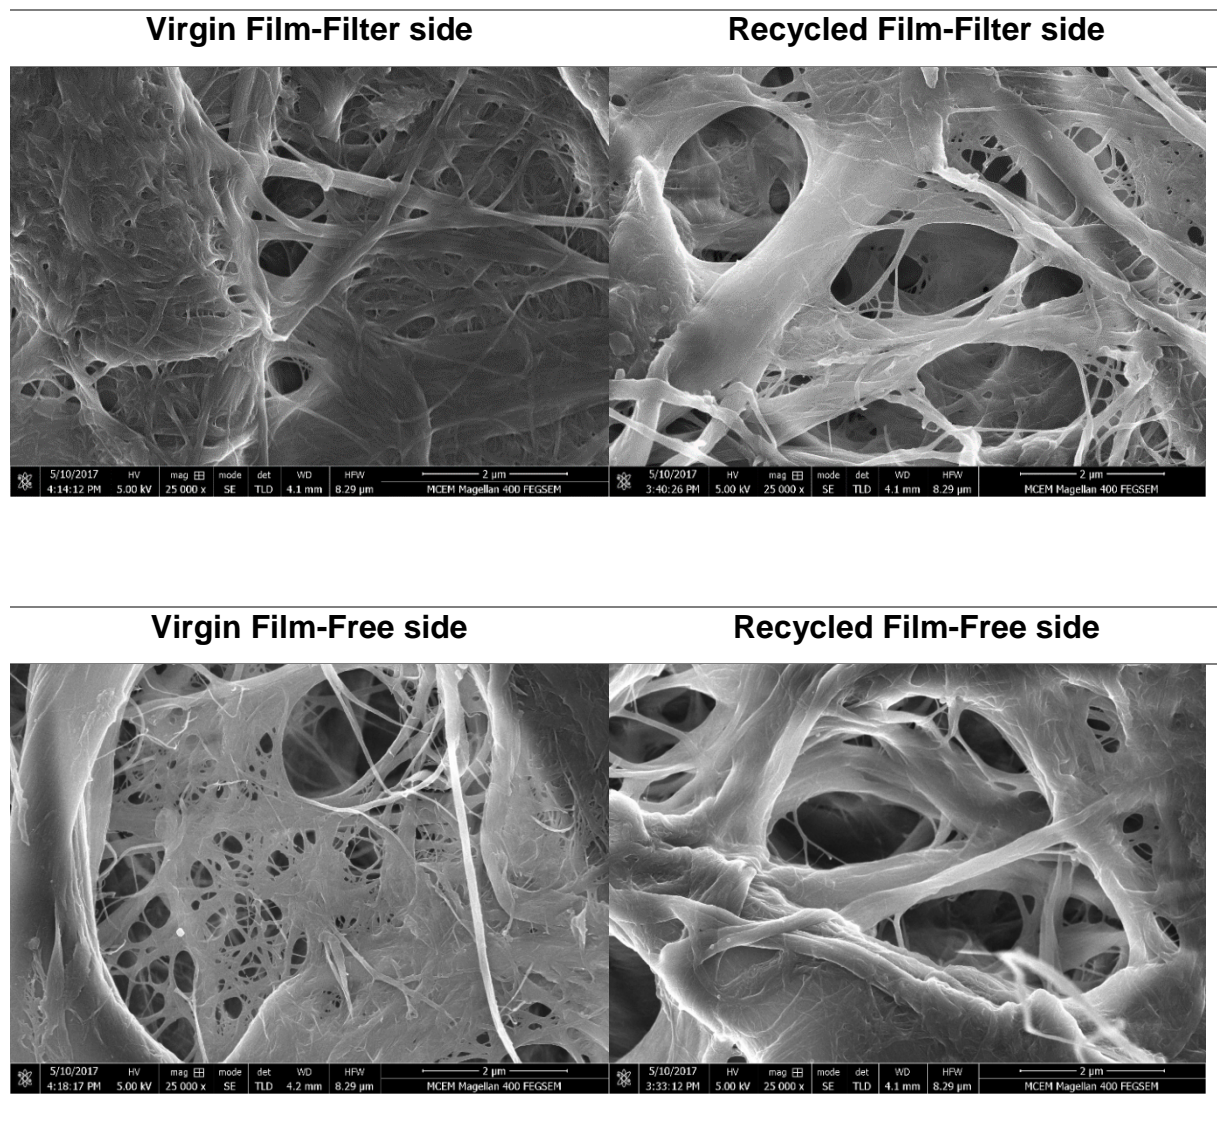 Virgin Film-Filter side
Recycled Film-Filter side
5/10/2017 HV mag mode det WD HFW 2 µm
4:14:12 PM 5.00 kV 25 000 x SE TLD 4.1 mm 8.29 µm MCEM Magellan 400 FEGSEM
5/10/2017 HV mag mode det WD HFW 2 µm
3:40:26 PM 5.00 kV 25 000 x SE TLD 4.1 mm 8.29 µm MCEM Magellan 400 FEGSEM
Virgin Film-Free side
Recycled Film-Free side
5/10/2017 HV mag mode det WD HFW 2 µm
4:18:17 PM 5.00 kV 25 000 x SE TLD 4.2 mm 8.29 µm MCEM Magellan 400 FEGSEM
5/10/2017 HV mag mode det WD HFW 2 µm
3:33:12 PM 5.00 kV 25 000 x SE TLD 4.1 mm 8.29 µm MCEM Magellan 400 FEGSEM